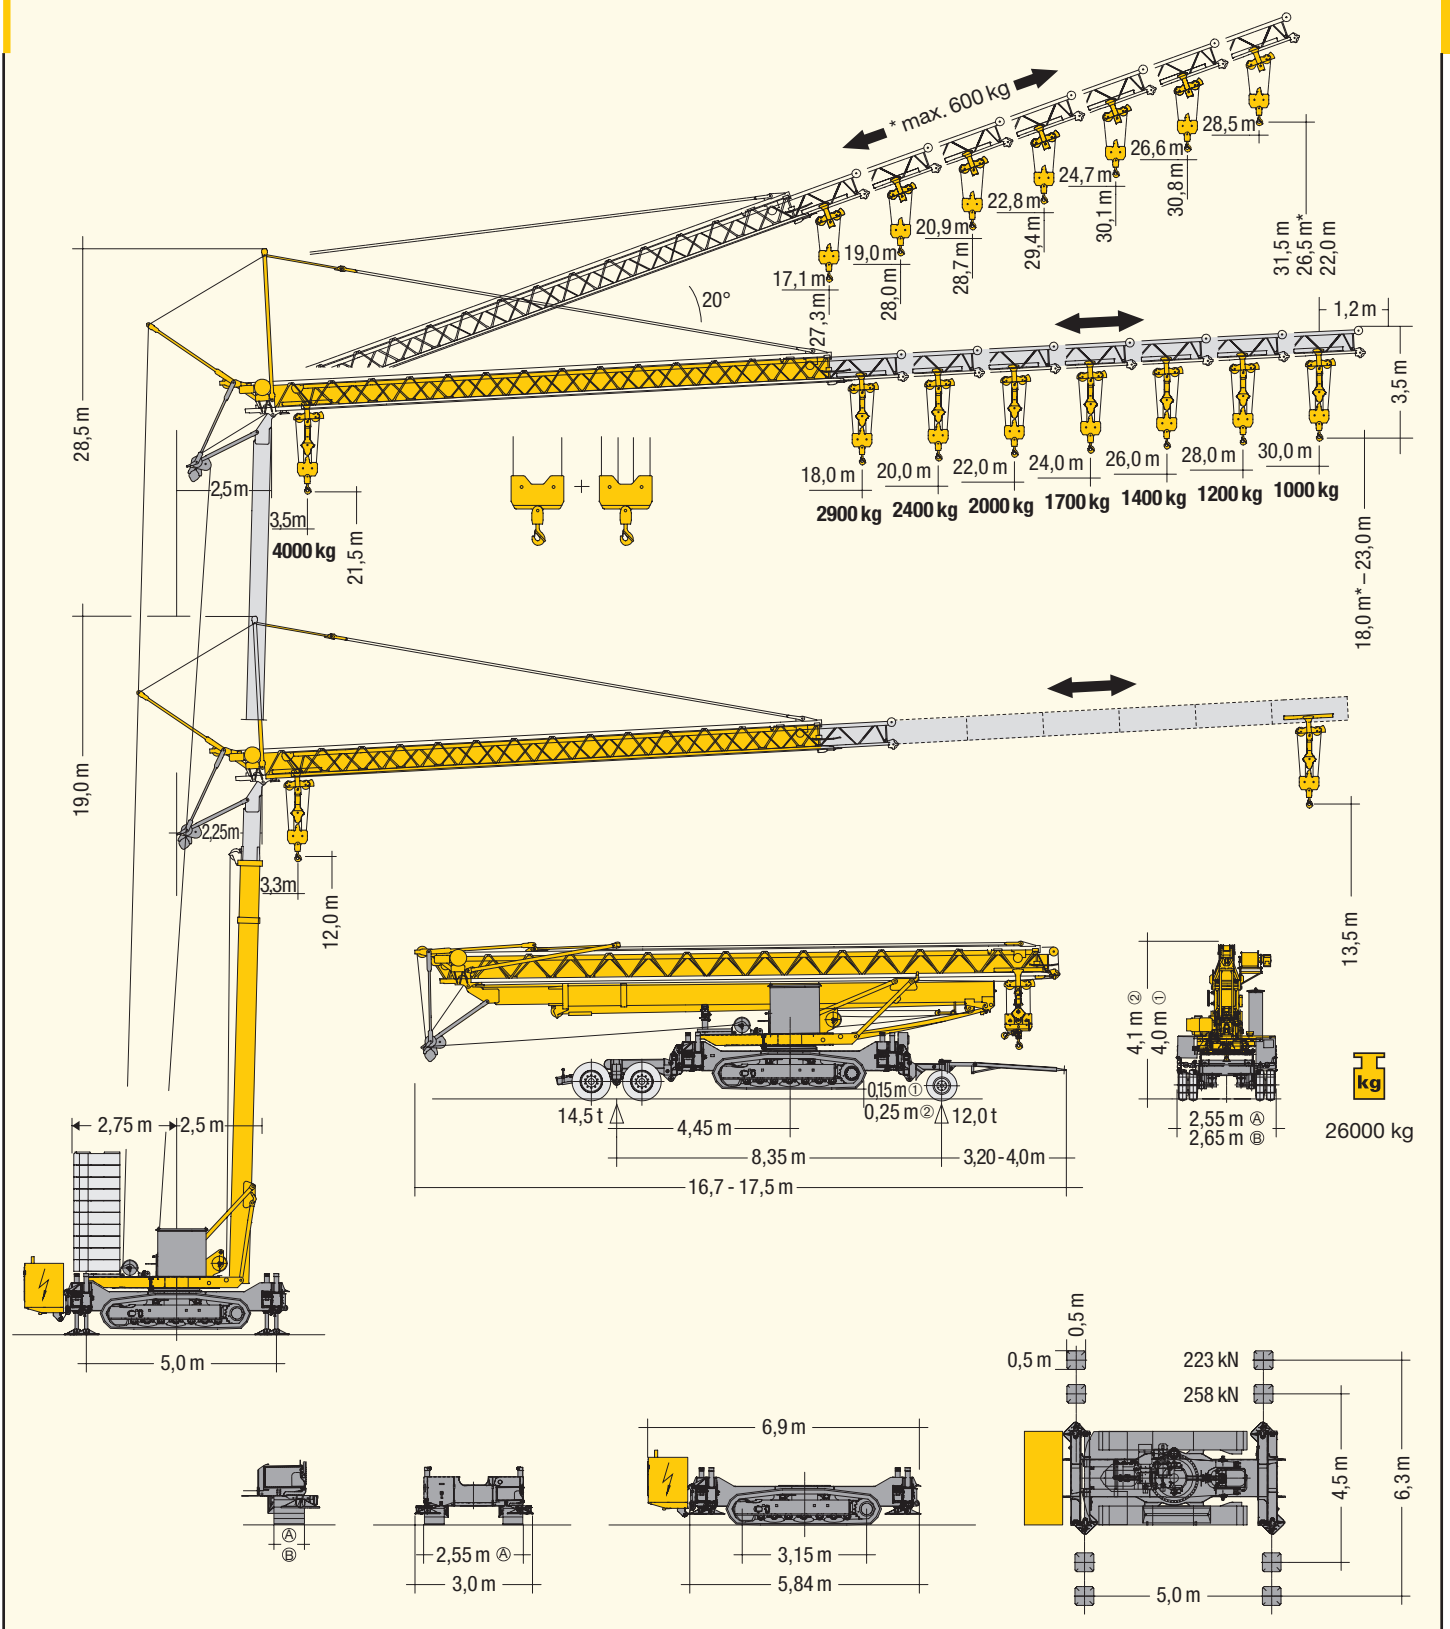 * max. 600 kg
28,5 m
26,6 m
24,7 m
22,8 m
20,9 m
19,0 m
17,1 m
31,5 m
26,5 m*
22,0 m
30,8 m
30,1 m
29,4 m
28,7 m
28,0 m
27,3 m
20°
1,2 m
3,5 m
28,5 m
2,5 m
3,5m
4000 kg
21,5 m
18,0 m
2900 kg
20,0 m
2400 kg
22,0 m
2000 kg
24,0 m
1700 kg
26,0 m
1400 kg
28,0 m
1200 kg
30,0 m
1000 kg
+
18,0 m* – 23,0 m
19,0 m
2,25m
3,3m
12,0 m
13,5 m
4,1 m ②
4,0 m ①
0,15 m ①
0,25 m ②
14,5 t
12,0 t
4,45 m
8,35 m
3,20 - 4,0 m
16,7 - 17,5 m
2,55 m Ⓐ
2,65 m Ⓑ
kg
26000 kg
2,75 m
2,5 m
5,0 m
0,5 m
0,5 m
223 kN
258 kN
4,5 m
6,3 m
5,0 m
6,9 m
Ⓐ
Ⓑ
2,55 m Ⓐ
3,0 m
3,15 m
5,84 m